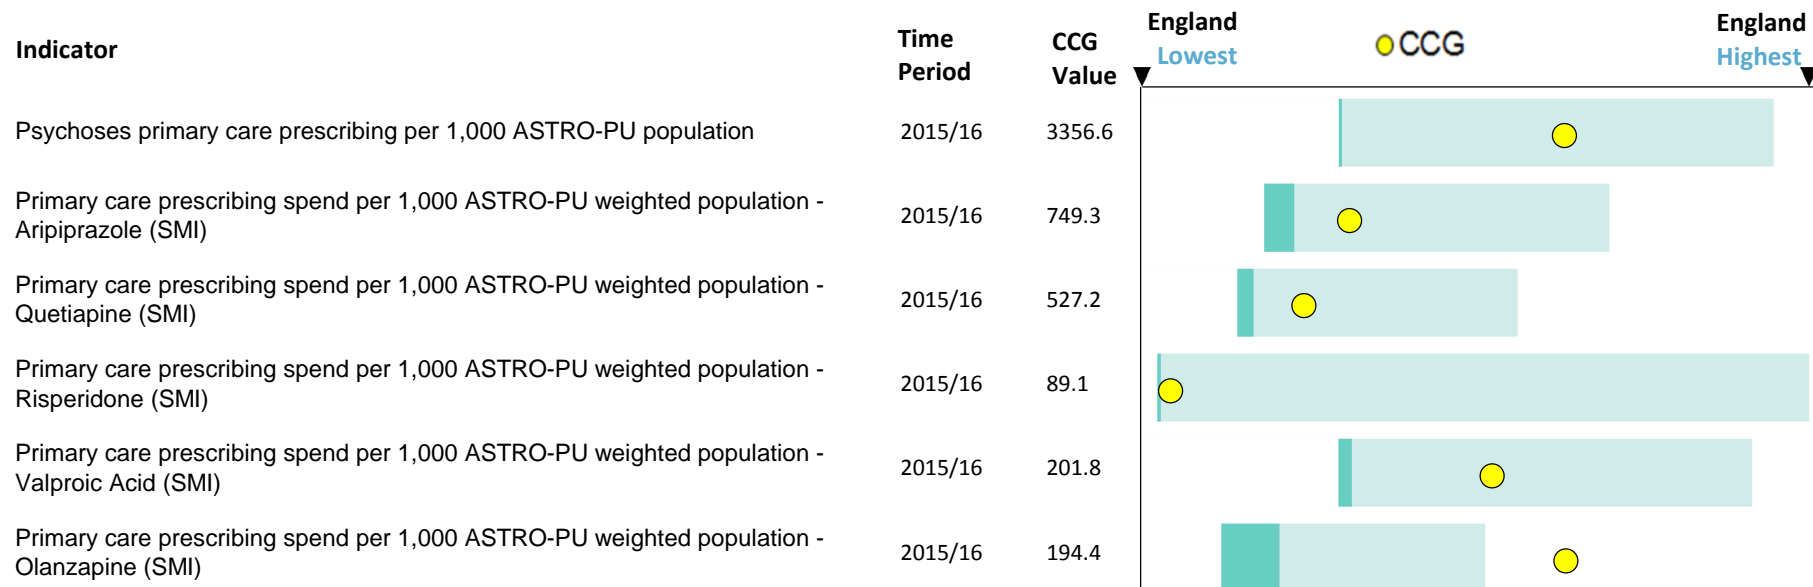 Indicator
Time
Period
CCG
Value
England
Lowest
CCG
England
Highest
Psychoses primary care prescribing per 1,000 ASTRO-PU population
2015/16
3356.6
Primary care prescribing spend per 1,000 ASTRO-PU weighted population -
Aripiprazole (SMI)
2015/16
749.3
Primary care prescribing spend per 1,000 ASTRO-PU weighted population -
Quetiapine (SMI)
2015/16
527.2
Primary care prescribing spend per 1,000 ASTRO-PU weighted population -
Risperidone (SMI)
2015/16
89.1
Primary care prescribing spend per 1,000 ASTRO-PU weighted population -
Valproic Acid (SMI)
2015/16
201.8
Primary care prescribing spend per 1,000 ASTRO-PU weighted population -
Olanzapine (SMI)
2015/16
194.4